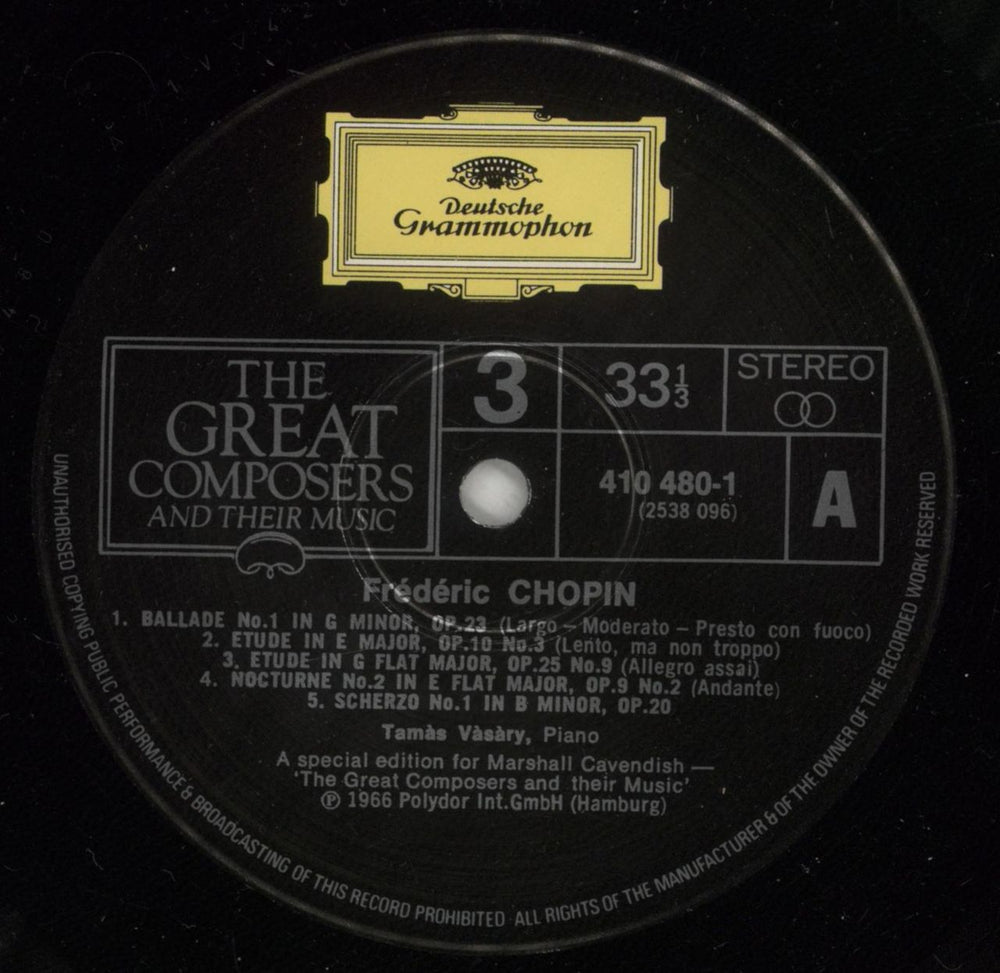 Deutsche
Grammophon
THE
GREAT
COMPOSERS
AND THEIR MUSIC
3
33⅓
STEREO
410 480-1
(2538 096)
A
Frédéric CHOPIN
1. BALLADE No.1 IN G MINOR, OP.23 (Largo – Moderato – Presto con fuoco)
2. ETUDE IN E MAJOR, OP.10 No.3 (Lento, ma non troppo)
3. ETUDE IN G FLAT MAJOR, OP.25 No.9 (Allegro assai)
4. NOCTURNE No.2 IN E FLAT MAJOR, OP.9 No.2 (Andante)
5. SCHERZO No.1 IN B MINOR, OP.20
Tamàs Vàsàry, Piano
A special edition for Marshall Cavendish —
'The Great Composers and their Music'
℗ 1966 Polydor Int.GmbH (Hamburg)
UNAUTHORISED COPYING PUBLIC PERFORMANCE & BROADCASTING OF THIS RECORD PROHIBITED ALL RIGHTS OF THE MANUFACTURER & OF THE OWNER OF THE RECORDED WORK RESERVED